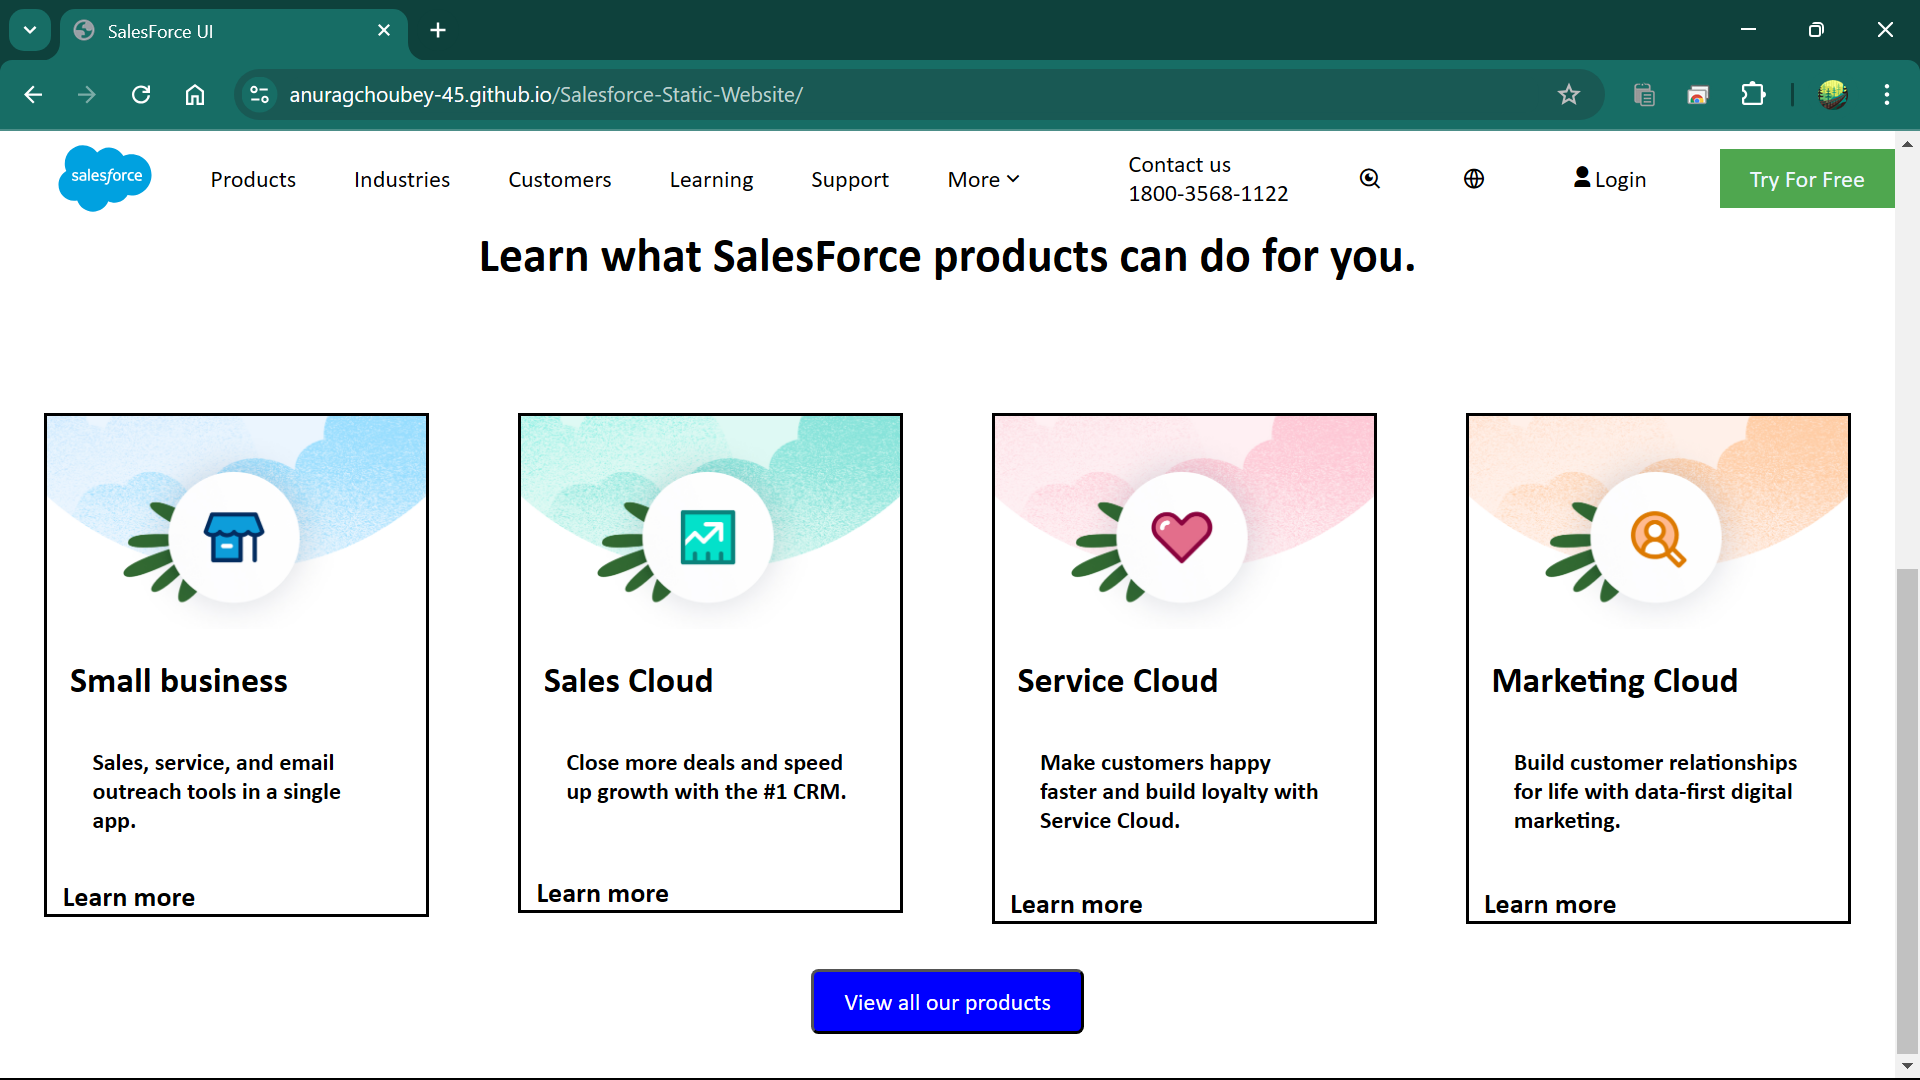 SalesForce UI
anuragchoubey-45.github.io/Salesforce-Static-Website/
salesforce
Products
Industries
Customers
Learning
Support
More
Contact us
1800-3568-1122
Login
Try For Free
Learn what SalesForce products can do for you.
Small business
Sales, service, and email
outreach tools in a single
app.
Learn more
Sales Cloud
Close more deals and speed
up growth with the #1 CRM.
Learn more
Service Cloud
Make customers happy
faster and build loyalty with
Service Cloud.
Learn more
Marketing Cloud
Build customer relationships
for life with data-first digital
marketing.
Learn more
View all our products